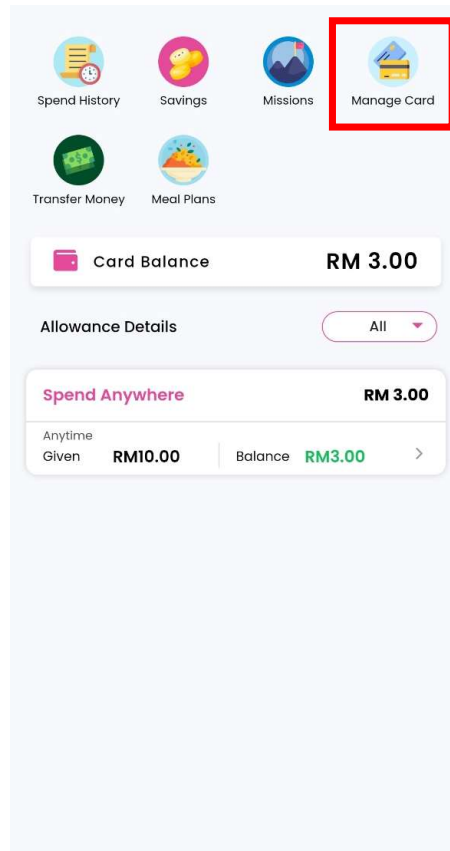 Spend History Savings Missions Manage Card
Transfer Money Meal Plans
Card Balance RM 3.00
Allowance Details All
Spend Anywhere RM 3.00
Anytime
Given RM10.00 Balance RM3.00